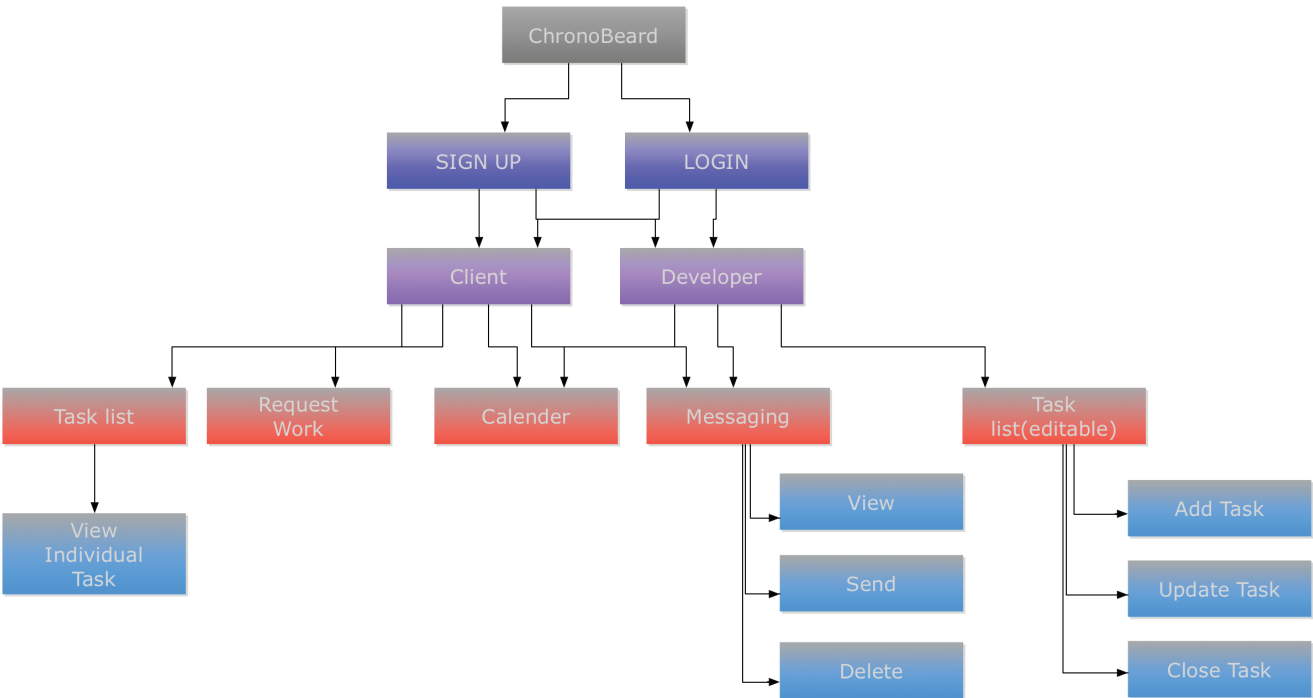 ChronoBeard
SIGN UP
LOGIN
Client
Developer
Task list
Request
Work
Calender
Messaging
Task
list(editable)
View
Individual
Task
View
Send
Delete
Add Task
Update Task
Close Task